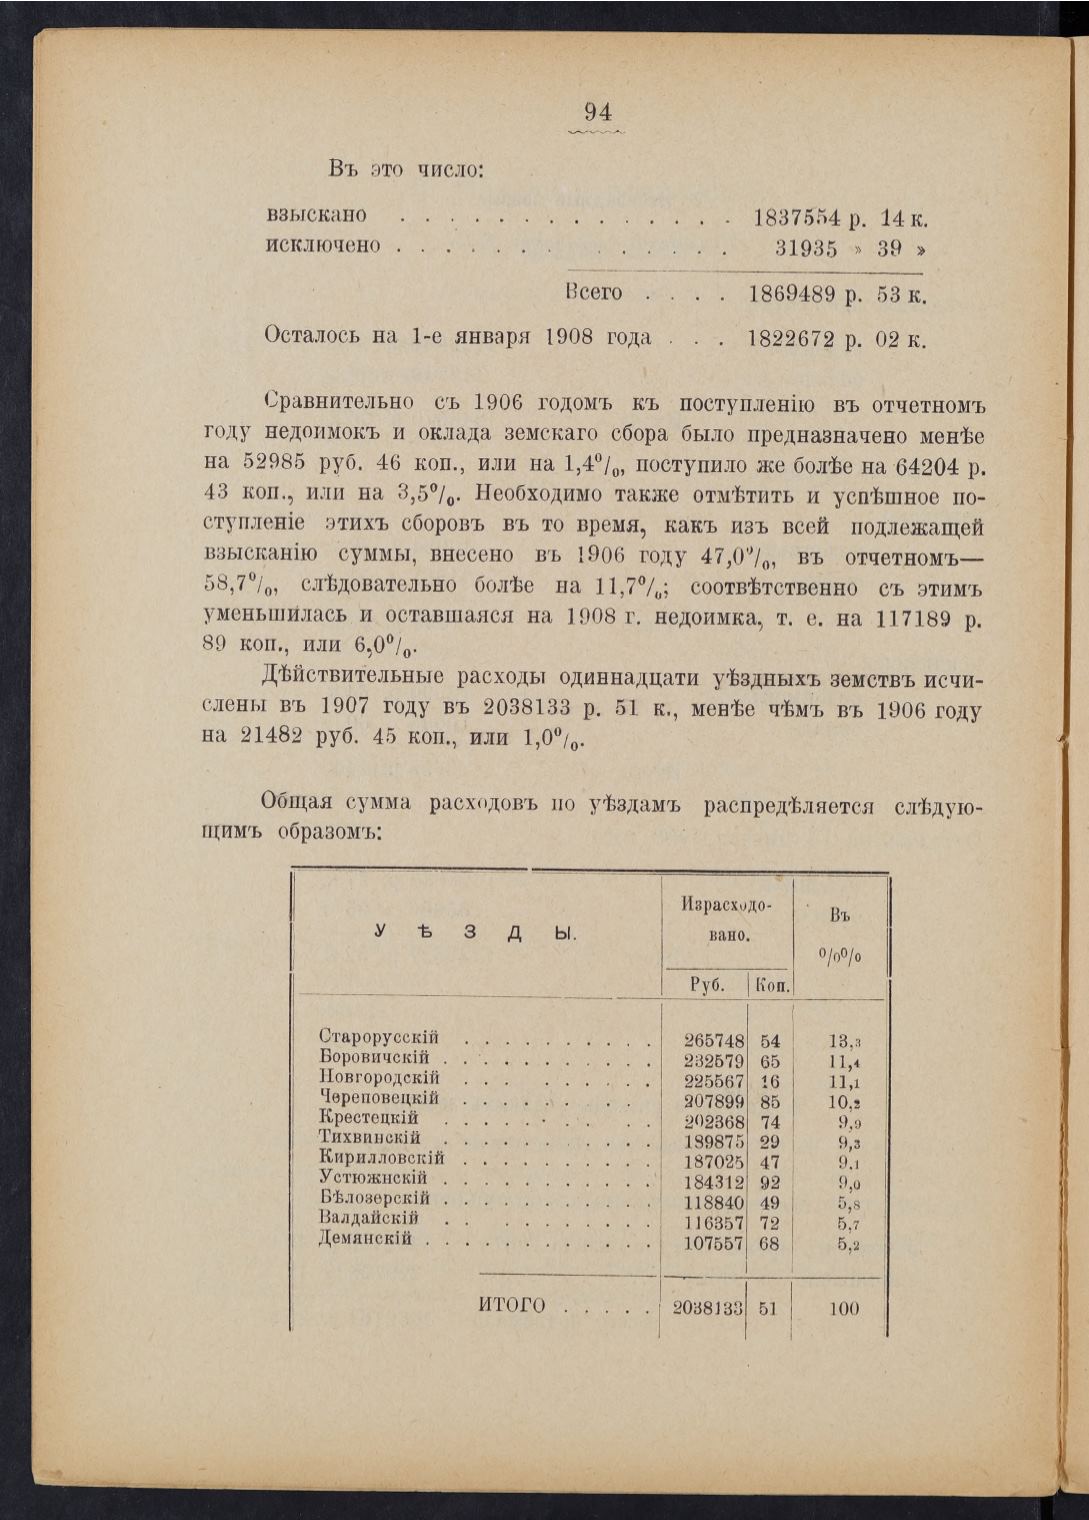 94
Въ это число:
взыскано . . . . . . . . . . . . . . 1837554 р. 14 к.
исключено . . . . . . . . . . . . . 31935 » 39 »
Всего . . . . 1869489 р. 53 к.
Осталось на 1-е января 1908 года . . . 1822672 р. 02 к.
Сравнительно съ 1906 годомъ къ поступленію въ отчетномъ
году недоимокъ и оклада земскаго сбора было предназначено менѣе
на 52985 руб. 46 коп., или на 1,4%, поступило же болѣе на 64204 р.
43 коп., или на 3,5%. Необходимо также отмѣтить и успѣшное по-
ступленіе этихъ сборовъ въ то время, какъ изъ всей подлежащей
взысканію суммы, внесено въ 1906 году 47,0%, въ отчетномъ—
58,7%, слѣдовательно болѣе на 11,7%; соотвѣтственно съ этимъ
уменьшилась и оставшаяся на 1908 г. недоимка, т. е. на 117189 р.
89 коп., или 6,0%.
Дѣйствительные расходы одиннадцати уѣздныхъ земствъ исчи-
слены въ 1907 году въ 2038133 р. 51 к., менѣе чѣмъ въ 1906 году
на 21482 руб. 45 коп., или 1,0%.
Общая сумма расходовъ по уѣздамъ распредѣляется слѣдую-
щимъ образомъ:
УѢЗДЫ.
Израсходо-
вано.
Въ
%%
Руб. Коп.
Старорусскій . . . . . . . . . . 265748 54 13,3
Боровичскій . . . . . . . . . . . 232579 65 11,4
Новгородскій . . . . . . . . . . 225567 16 11,1
Череповецкій . . . . . . . . . 207899 85 10,2
Крестецкій . . . . . . . . . . . 202368 74 9,9
Тихвинскій . . . . . . . . . . . 189875 29 9,3
Кирилловскій . . . . . . . . . . 187025 47 9,1
Устюжнскій . . . . . . . . . . . 184312 92 9,0
Бѣлозерскій . . . . . . . . . . . 118840 49 5,8
Валдайскій . . . . . . . . . . 116357 72 5,7
Демянскій . . . . . . . . . . . . 107557 68 5,2
ИТОГО . . . . . 2038133 51 100